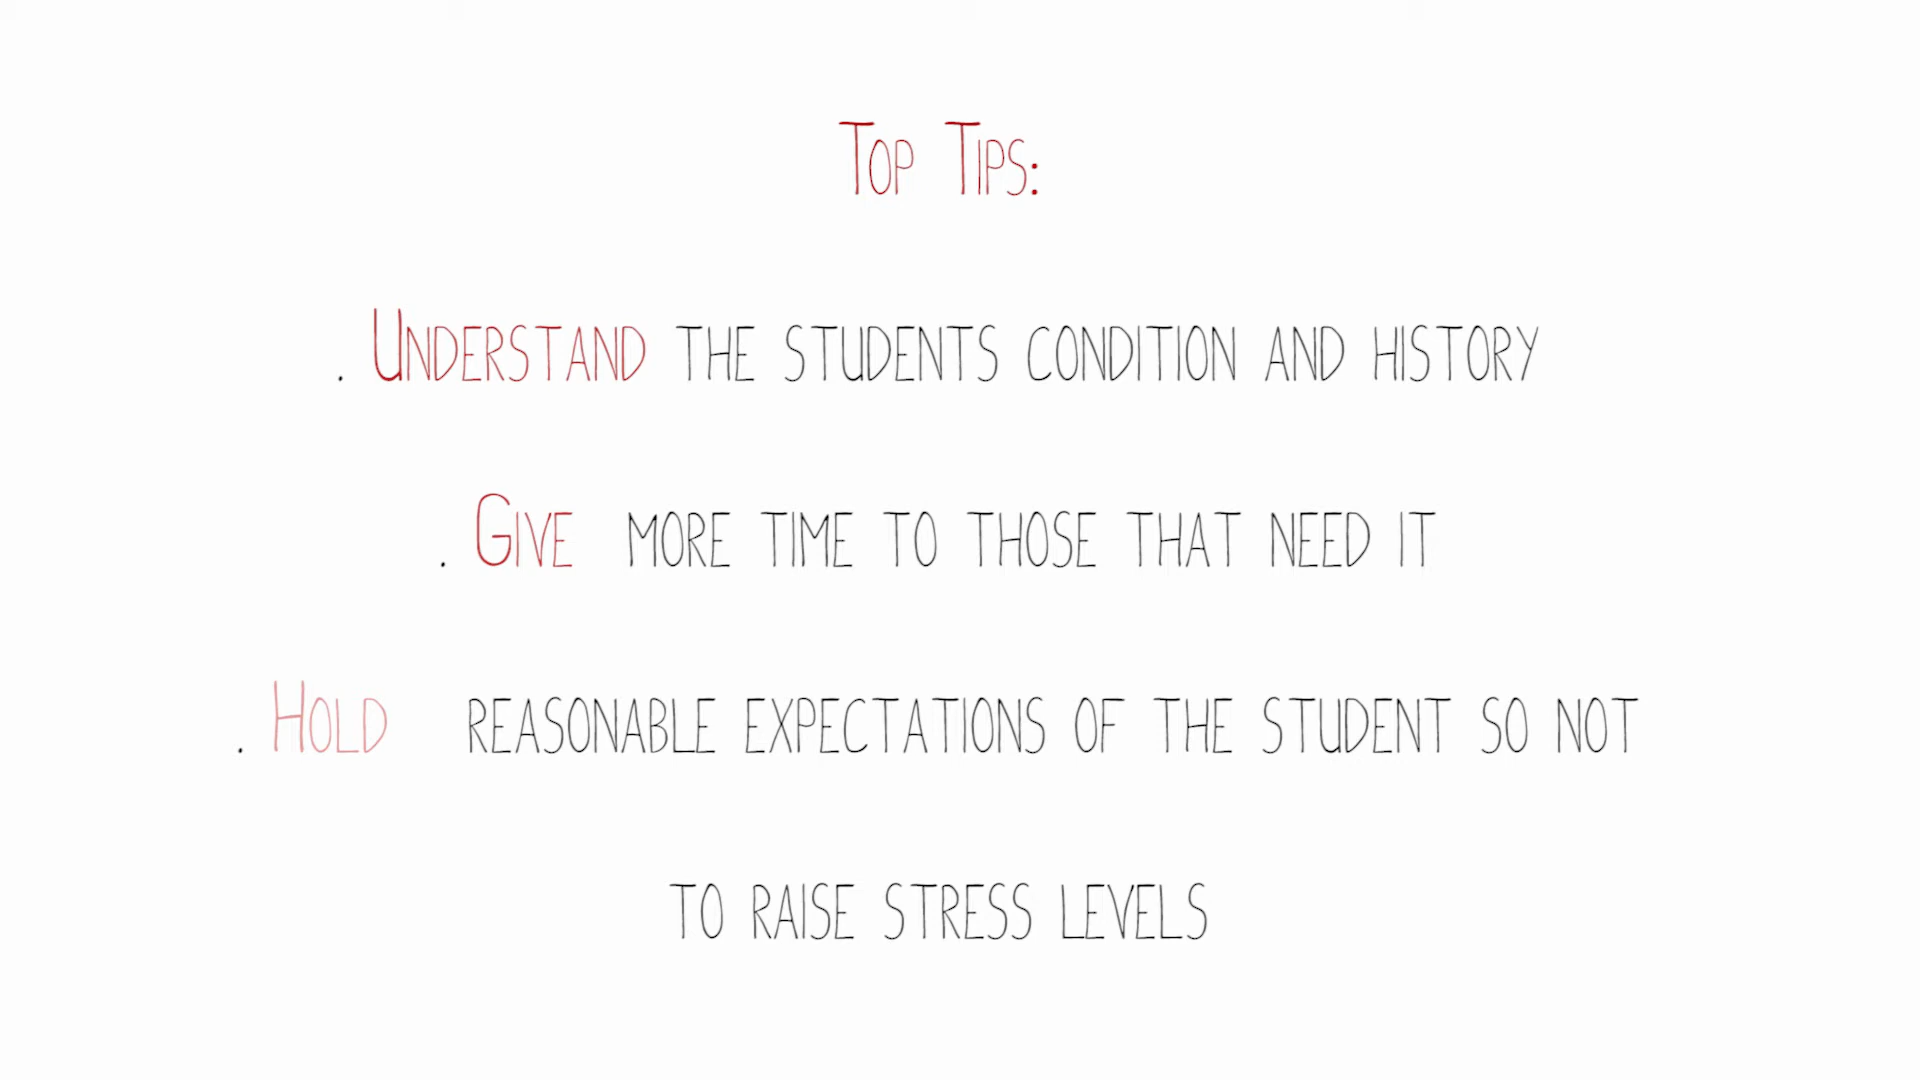 Top Tips:
. Understand the students condition and history
. Give more time to those that need it
. Hold reasonable expectations of the student so not
to raise stress levels